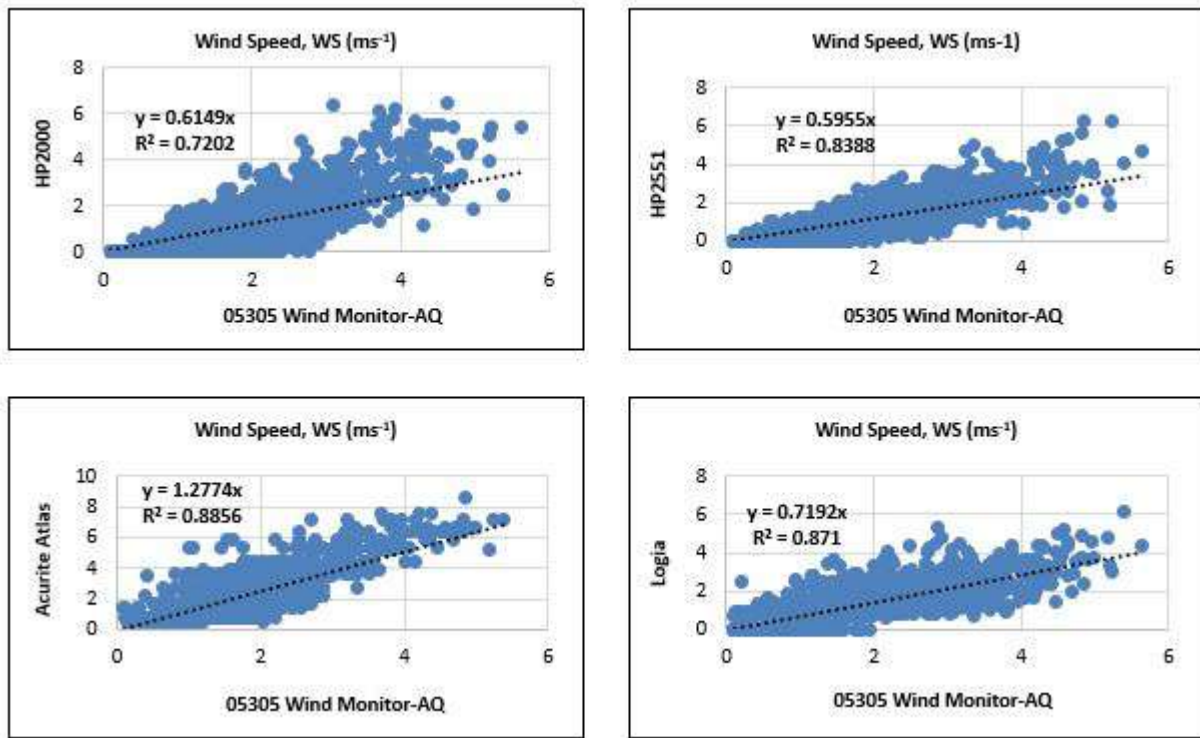 Wind Speed, WS (ms⁻¹)
8
6
4
2
0
y = 0.6149x
R² = 0.7202
HP2000
0 2 4 6
05305 Wind Monitor-AQ
Wind Speed, WS (ms-1)
8
6
4
2
0
y = 0.5955x
R² = 0.8388
HP2551
0 2 4 6
05305 Wind Monitor-AQ
Wind Speed, WS (ms⁻¹)
10
8
6
4
2
0
y = 1.2774x
R² = 0.8856
Acurite Atlas
0 2 4 6
05305 Wind Monitor-AQ
Wind Speed, WS (ms⁻¹)
8
6
4
2
0
y = 0.7192x
R² = 0.871
Logia
0 2 4 6
05305 Wind Monitor-AQ